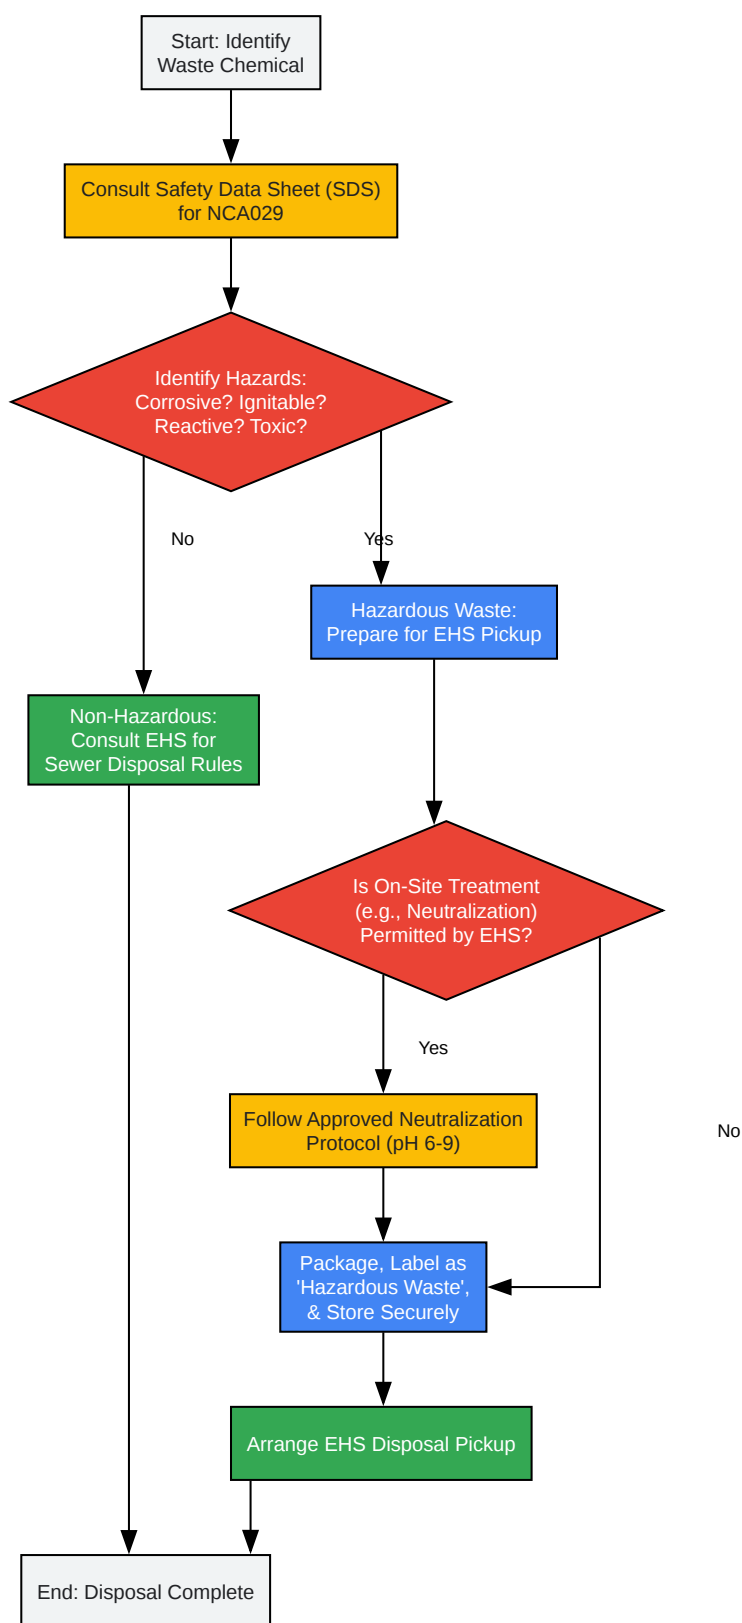 Start: Identify
Waste Chemical
Consult Safety Data Sheet (SDS)
for NCA029
Identify Hazards:
Corrosive? Ignitable?
Reactive? Toxic?
No
Yes
Hazardous Waste:
Prepare for EHS Pickup
Non-Hazardous:
Consult EHS for
Sewer Disposal Rules
Is On-Site Treatment
(e.g., Neutralization)
Permitted by EHS?
Yes
Follow Approved Neutralization
Protocol (pH 6-9)
No
Package, Label as
'Hazardous Waste',
& Store Securely
Arrange EHS Disposal Pickup
End: Disposal Complete